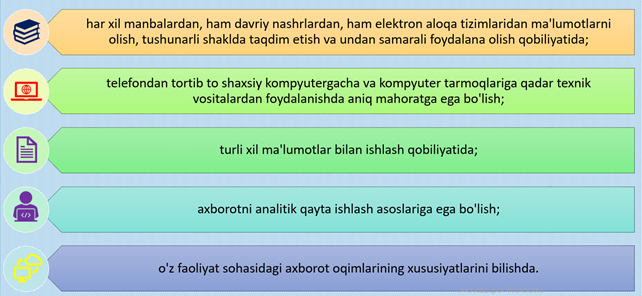 har xil manbalardan, ham davriy nashrlardan, ham elektron aloqa tizimlaridan ma'lumotlarni
olish, tushunarli shaklda taqdim etish va undan samarali foydalana olish qobiliyatida;
telefondan tortib to shaxsiy kompyutergacha va kompyuter tarmoqlariga qadar texnik
vositalardan foydalanishda aniq mahoratga ega bo'lish;
turli xil ma'lumotlar bilan ishlash qobiliyatida;
axborotni analitik qayta ishlash asoslariga ega bo'lish;
o'z faoliyat sohasidagi axborot oqimlarining xususiyatlarini bilishda.